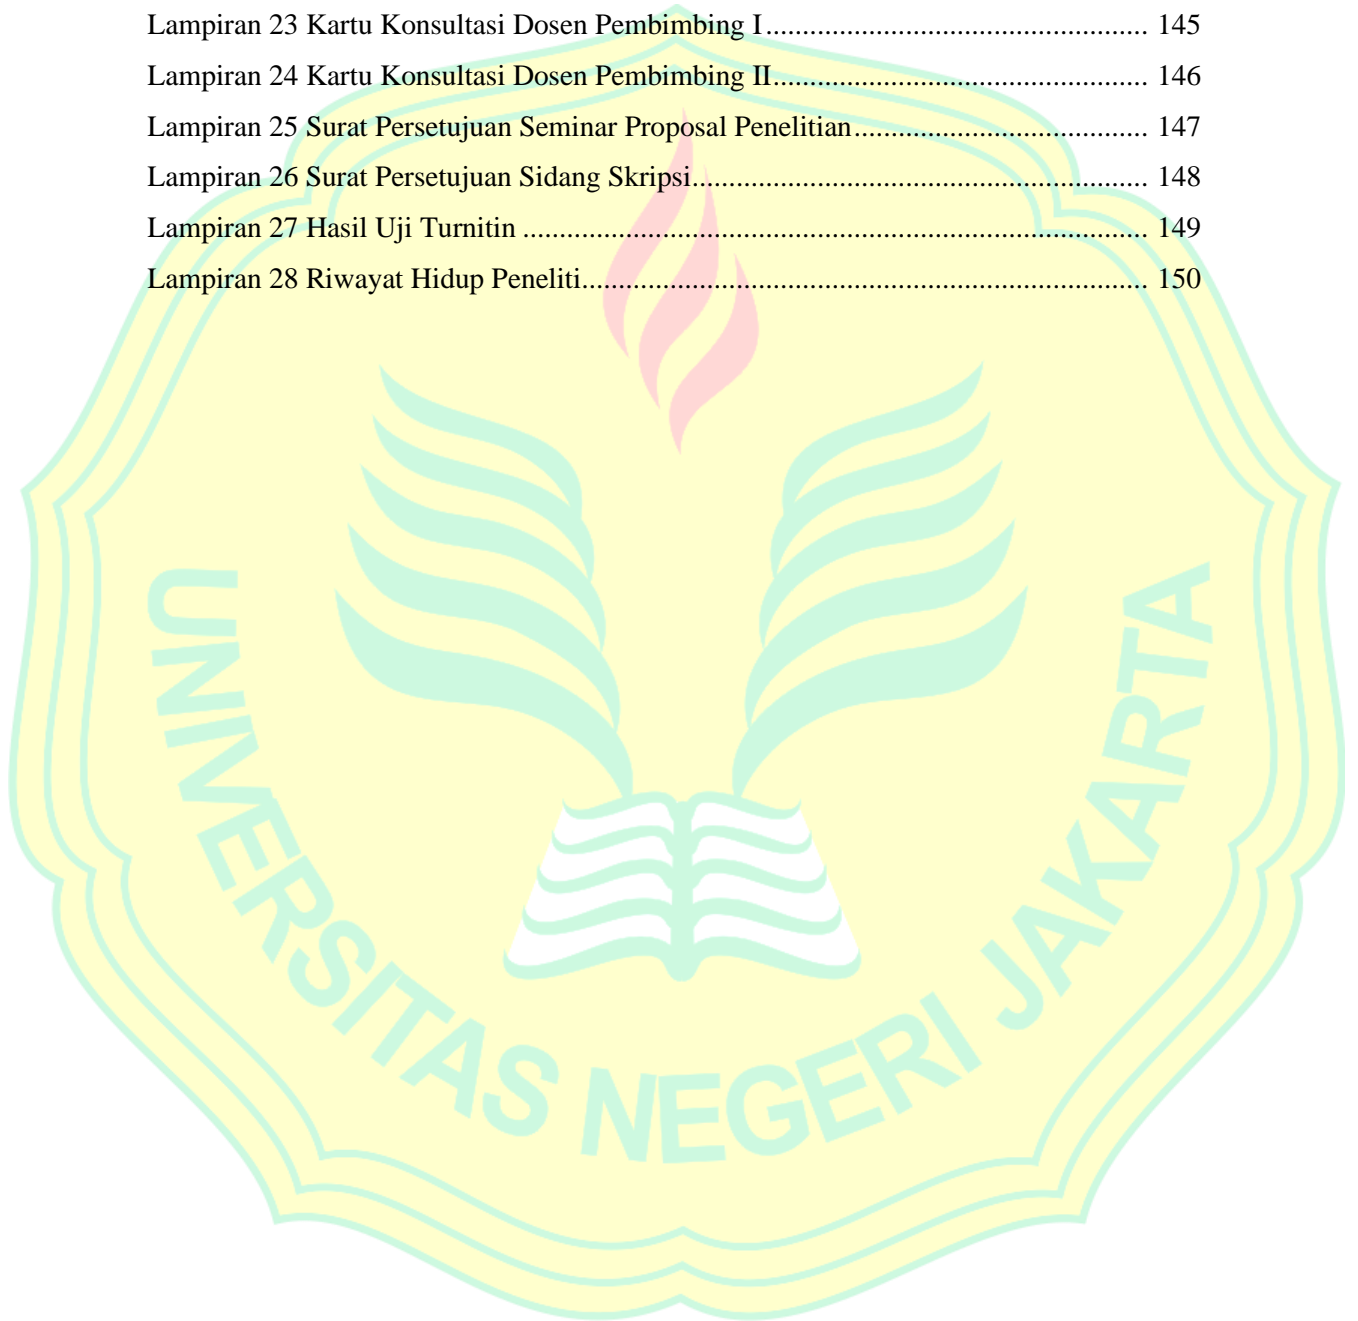 Lampiran 23 Kartu Konsultasi Dosen Pembimbing I.................................................... 145
Lampiran 24 Kartu Konsultasi Dosen Pembimbing II................................................... 146
Lampiran 25 Surat Persetujuan Seminar Proposal Penelitian........................................ 147
Lampiran 26 Surat Persetujuan Sidang Skripsi.............................................................. 148
Lampiran 27 Hasil Uji Turnitin ..................................................................................... 149
Lampiran 28 Riwayat Hidup Peneliti............................................................................. 150
UNIVERSITAS NEGERI JAKARTA